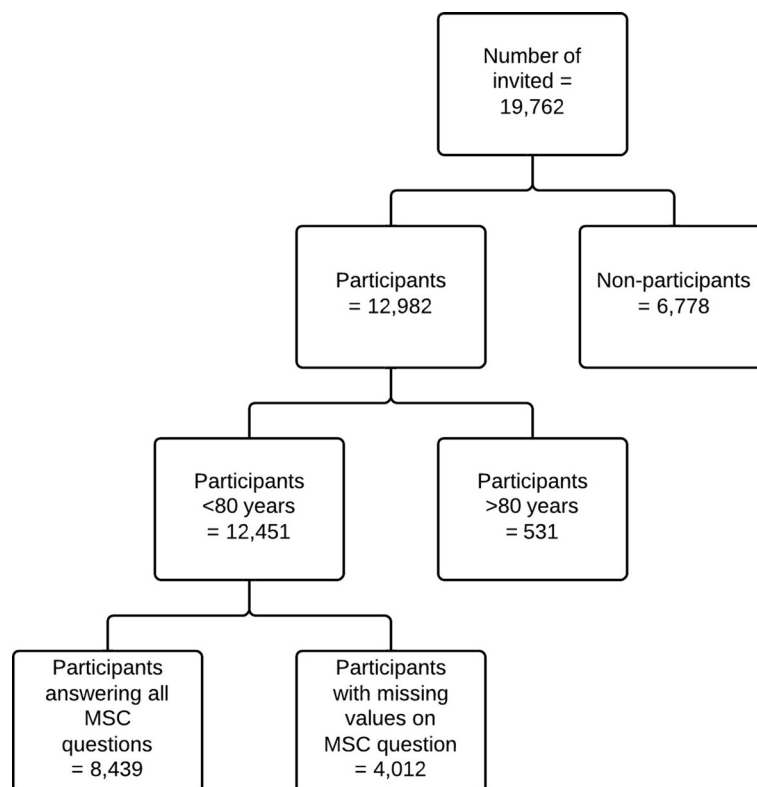 Number of
invited =
19,762
Participants
= 12,982
Non-participants
= 6,778
Participants
<80 years
= 12,451
Participants
>80 years
= 531
Participants
answering all
MSC
questions
= 8,439
Participants
with missing
values on
MSC question
= 4,012